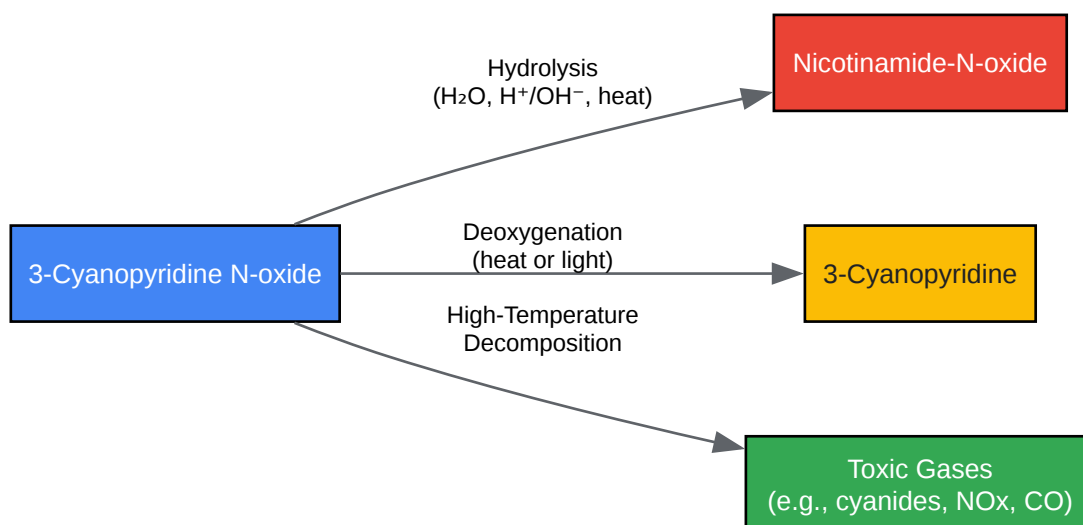 Hydrolysis
(H₂O, H⁺/OH⁻, heat)
Nicotinamide-N-oxide
3-Cyanopyridine N-oxide
Deoxygenation
(heat or light)
3-Cyanopyridine
High-Temperature
Decomposition
Toxic Gases
(e.g., cyanides, NOx, CO)